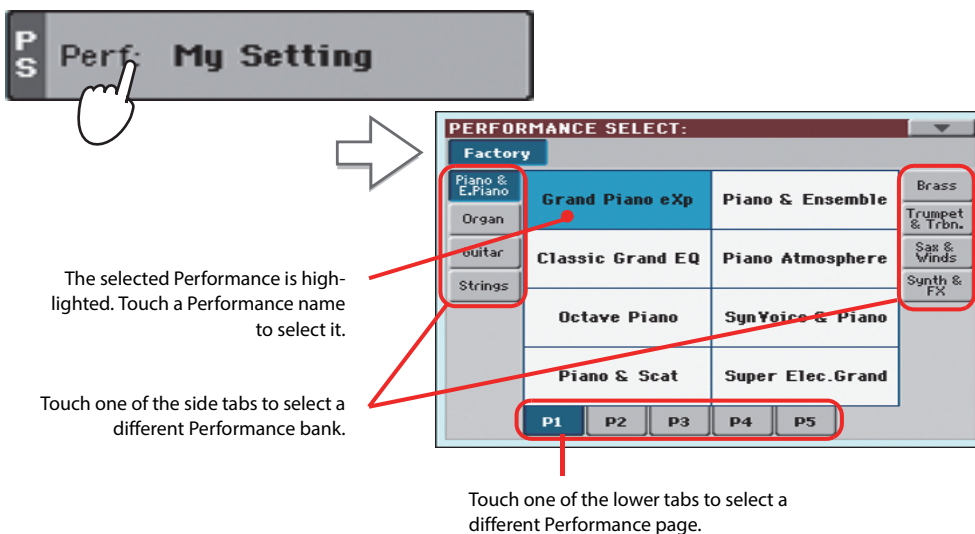 PS
Perf: My Setting
PERFORMANCE SELECT:
Factory
Piano &
E.Piano
Organ
Guitar
Strings
Grand Piano eXp
Piano & Ensemble
Classic Grand EQ
Piano Atmosphere
Octave Piano
SynVoice & Piano
Piano & Scat
Super Elec.Grand
Brass
Trumpet
& Trbn.
Sax &
Winds
Synth &
FX
P1 P2 P3 P4 P5
The selected Performance is high-
lighted. Touch a Performance name
to select it.
Touch one of the side tabs to select a
different Performance bank.
Touch one of the lower tabs to select a
different Performance page.